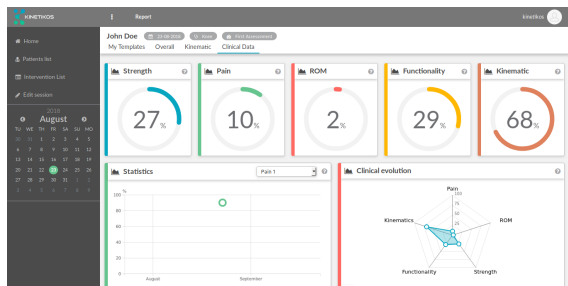 KINETIKOS
Report
kinetikos
Home
Patients list
Intervention List
Edit session
2018
August
TU WE TH FR SA SU MO
30 31 1 2 3 4 5
6 7 8 9 10 11 12
13 14 15 16 17 18 19
20 21 22 23 24 25 26
27 28 29 30 31 1 2
3 4 5 6 7 8 9
John Doe
23-08-2018
Knee
First Assessment
My Templates Overall Kinematic Clinical Data
Strength
27%
Pain
10%
ROM
2%
Functionality
29%
Kinematic
68%
Statistics
Pain 1
%
100
80
60
40
20
0
August September
Clinical evolution
Pain
100
75
50
25
Kinematics
ROM
Functionality
Strength